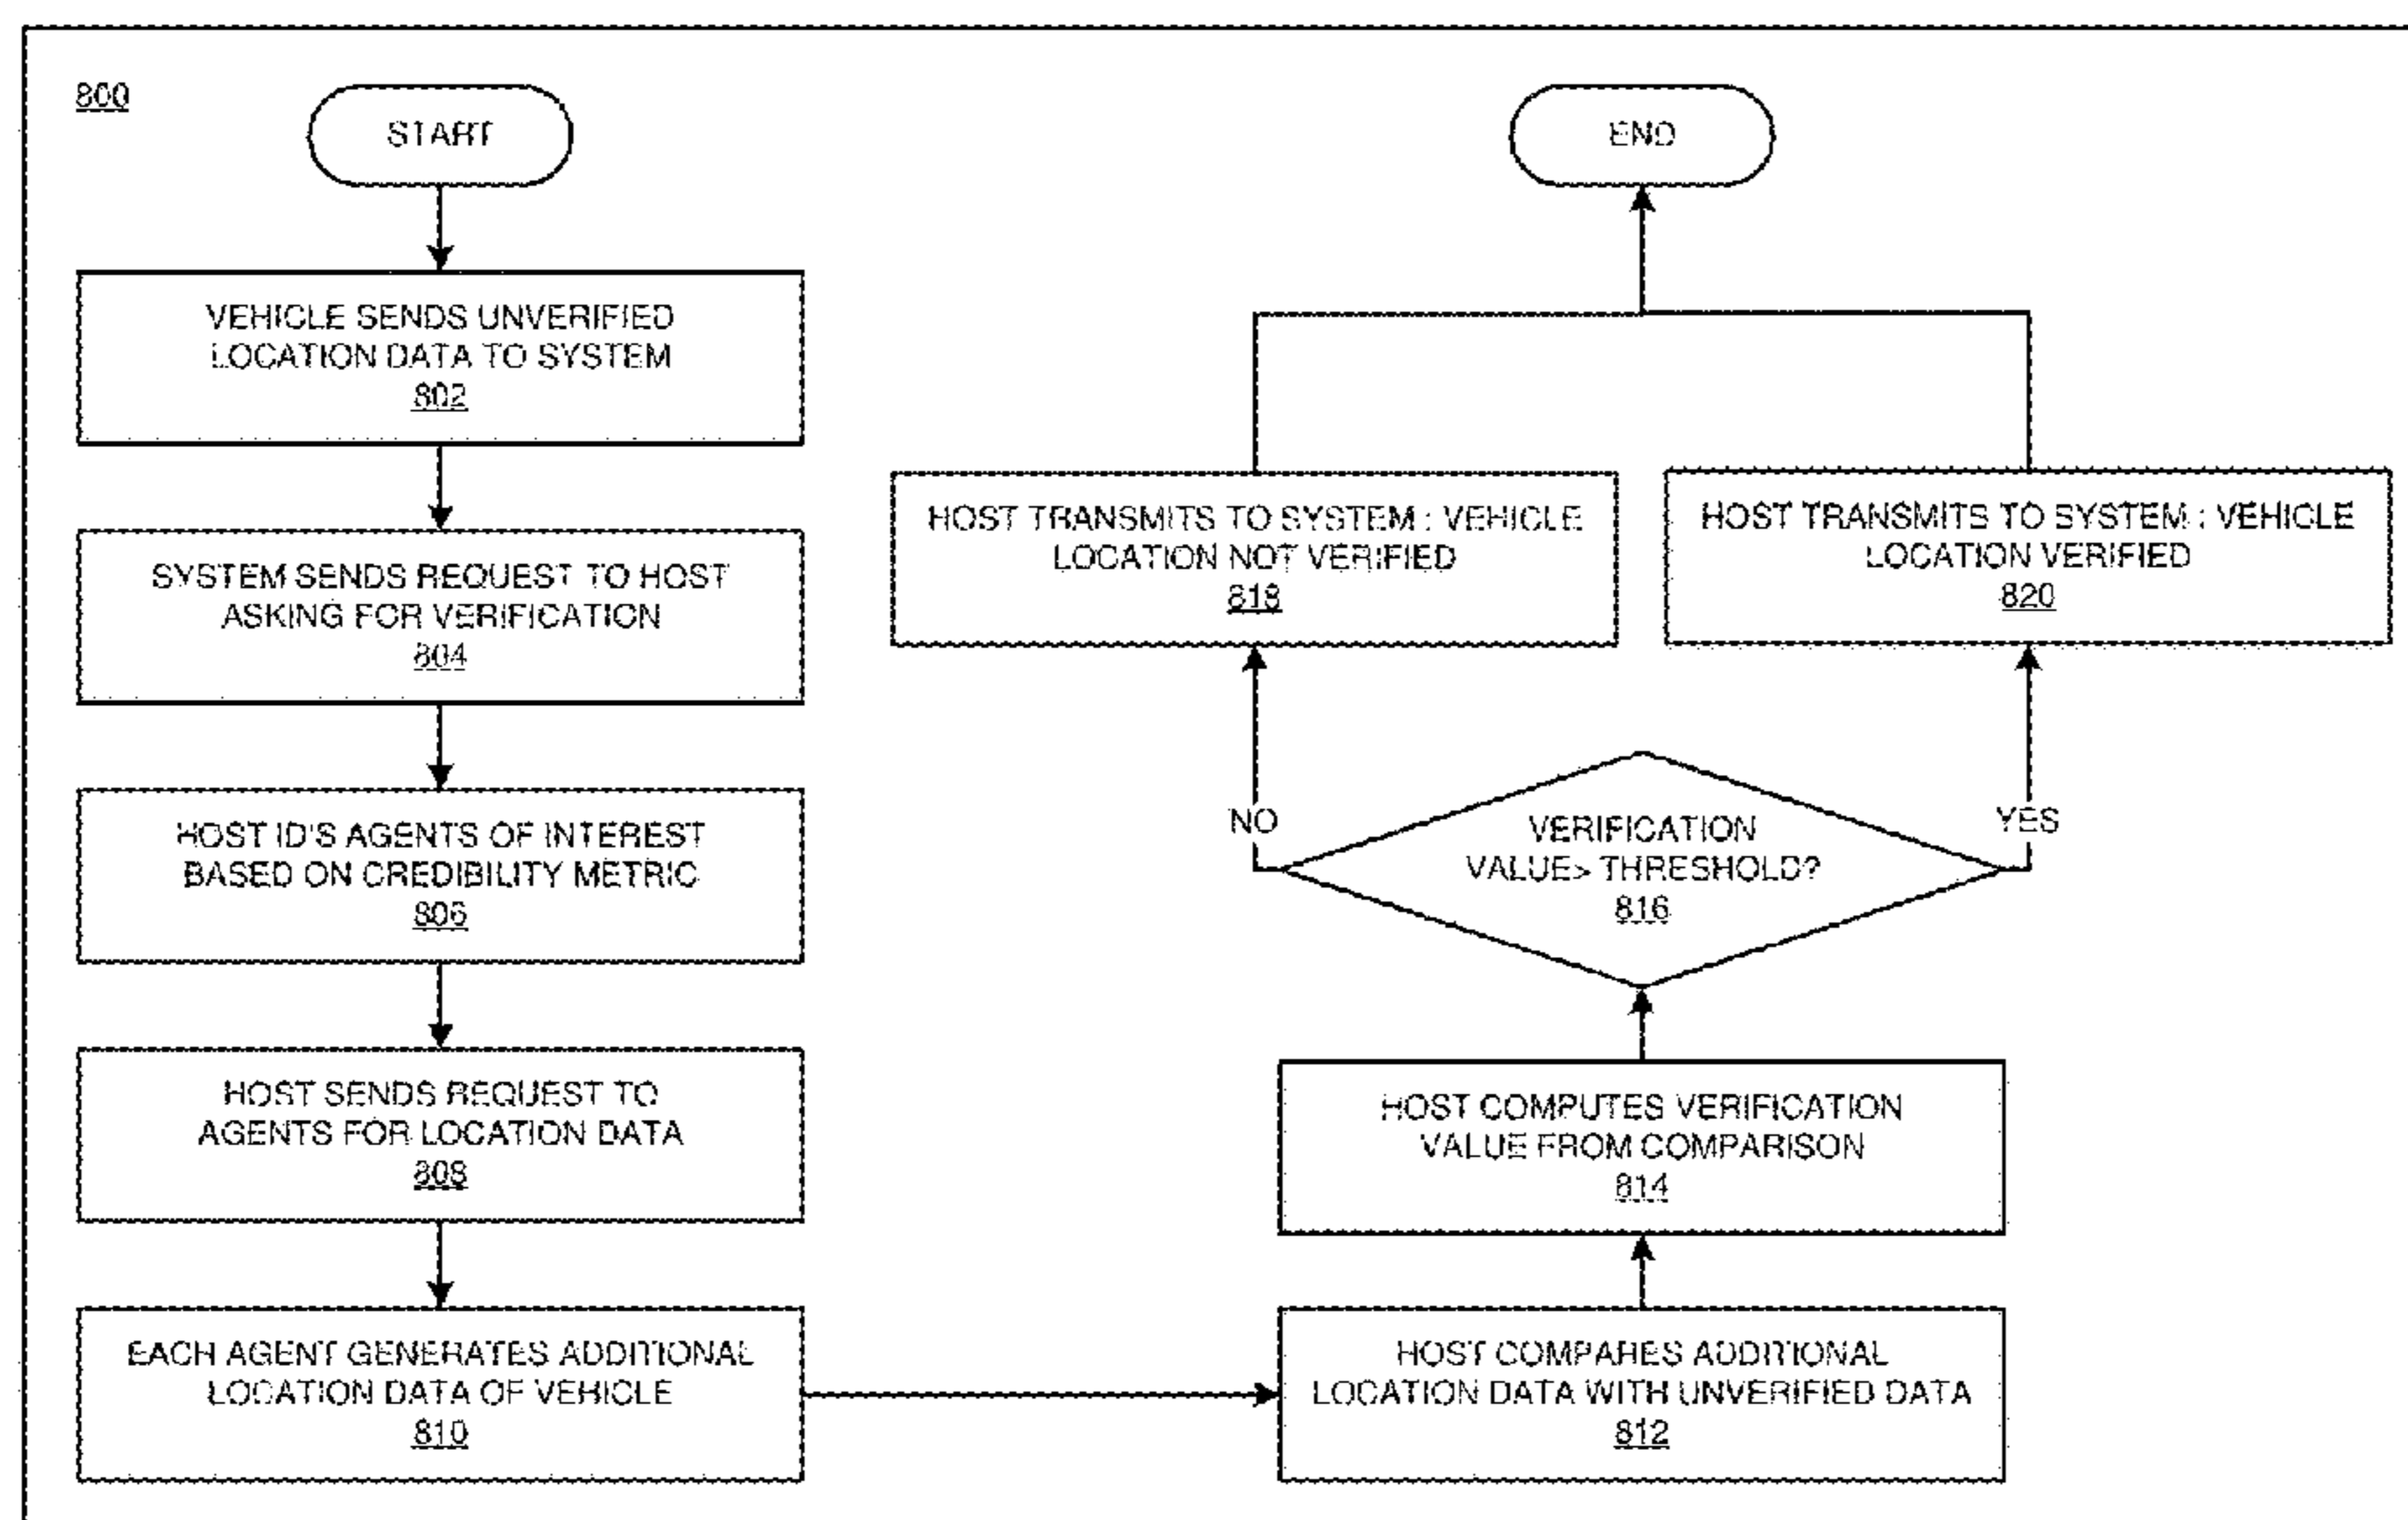 800
START
VEHICLE SENDS UNVERIFIED
LOCATION DATA TO SYSTEM
802
SYSTEM SENDS REQUEST TO HOST
ASKING FOR VERIFICATION
804
HOST ID'S AGENTS OF INTEREST
BASED ON CREDIBILITY METRIC
806
HOST SENDS REQUEST TO
AGENTS FOR LOCATION DATA
808
EACH AGENT GENERATES ADDITIONAL
LOCATION DATA OF VEHICLE
810
HOST COMPARES ADDITIONAL
LOCATION DATA WITH UNVERIFIED DATA
812
HOST COMPUTES VERIFICATION
VALUE FROM COMPARISON
814
VERIFICATION
VALUE> THRESHOLD?
816
NO
YES
HOST TRANSMITS TO SYSTEM : VEHICLE
LOCATION NOT VERIFIED
818
HOST TRANSMITS TO SYSTEM : VEHICLE
LOCATION VERIFIED
820
END